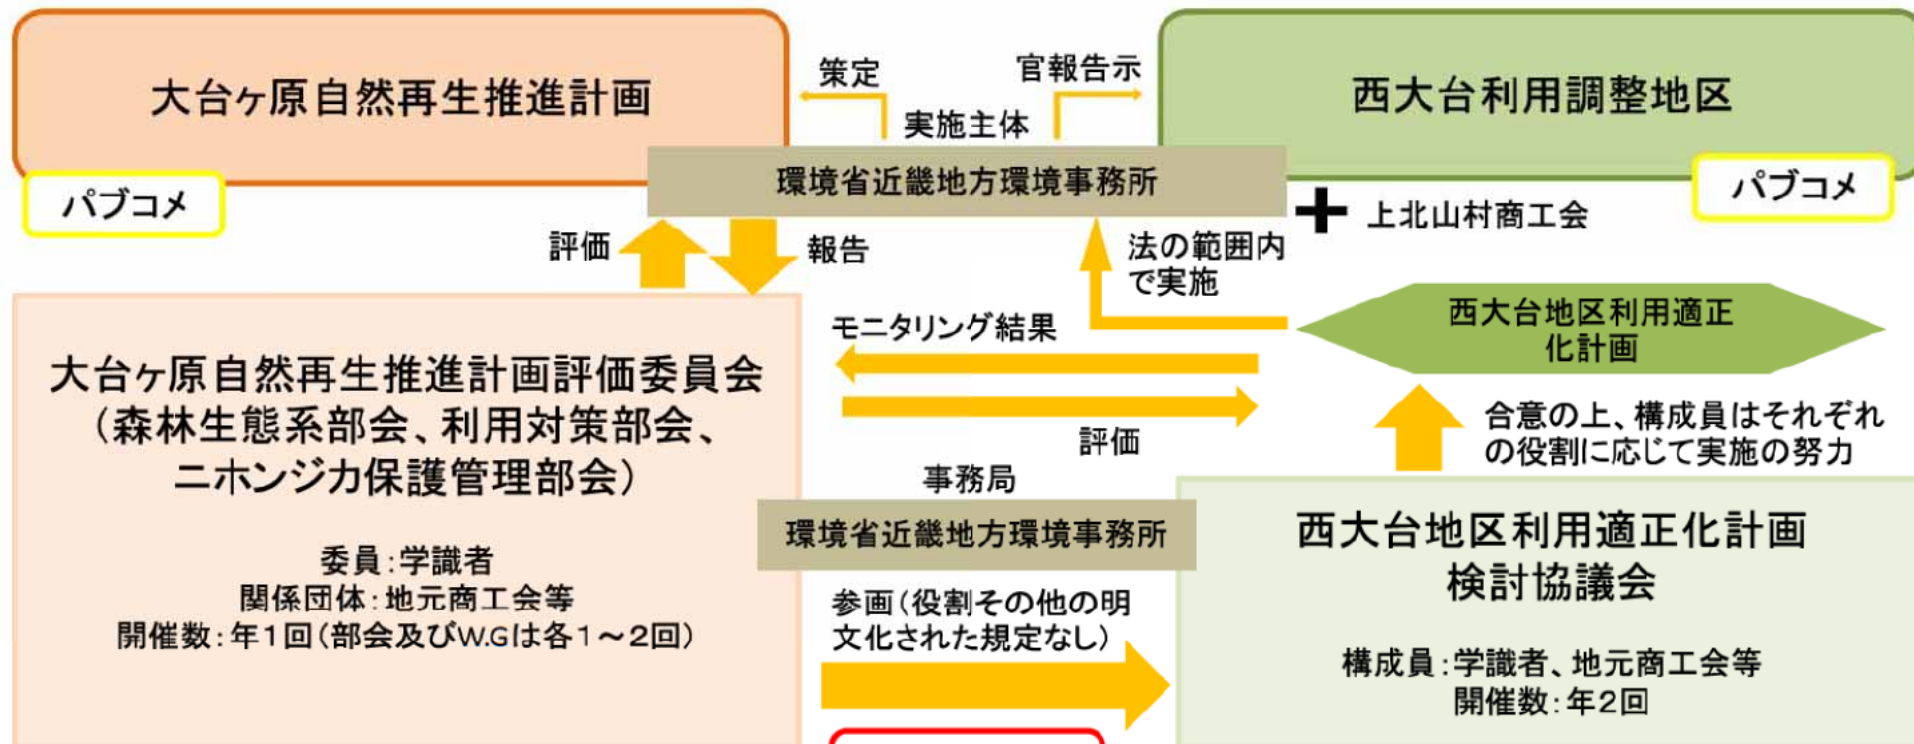 大台ヶ原自然再生推進計画
策定
官報告示
実施主体
西大台利用調整地区
環境省近畿地方環境事務所
パブコメ
パブコメ
上北山村商工会
評価
報告
法の範囲内
で実施
モニタリング結果
西大台地区利用適正
化計画
大台ヶ原自然再生推進計画評価委員会
(森林生態系部会、利用対策部会、
ニホンジカ保護管理部会)
評価
合意の上、構成員はそれぞれ
の役割に応じて実施の努力
事務局
環境省近畿地方環境事務所
委員:学識者
関係団体:地元商工会等
開催数:年1回(部会及びW.Gは各1~2回)
参画(役割その他の明
文化された規定なし)
西大台地区利用適正化計画
検討協議会
構成員:学識者、地元商工会等
開催数:年2回